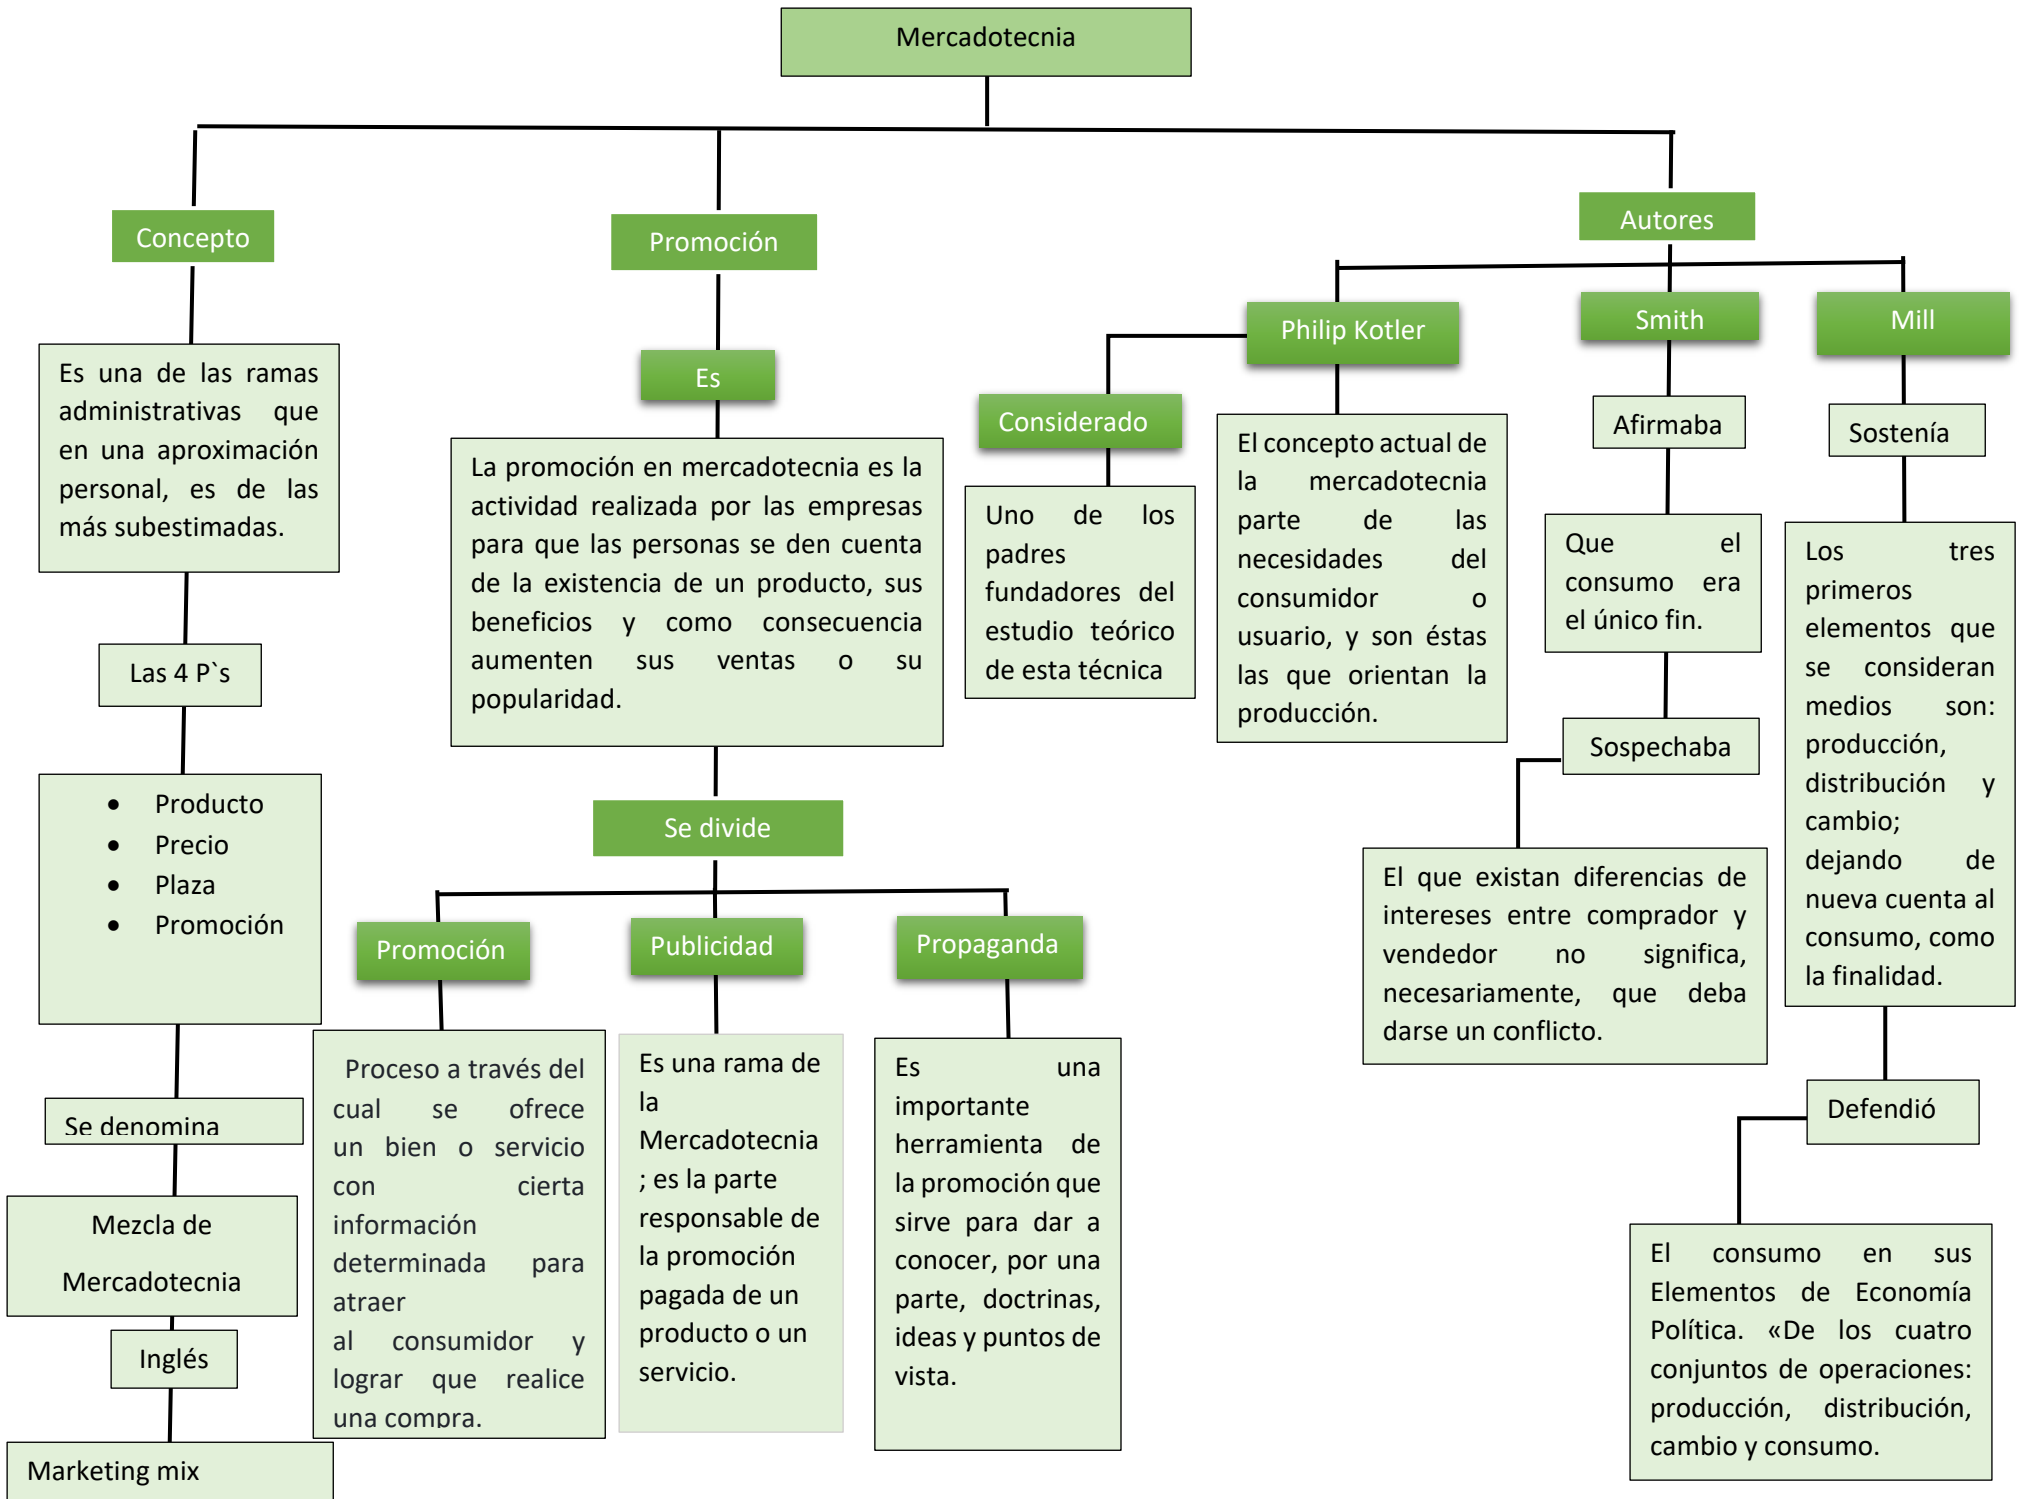 Mercadotecnia
Concepto
Es una de las ramas
administrativas que
en una aproximación
personal, es de las
más subestimadas.
Las 4 P`s
• Producto
• Precio
• Plaza
• Promoción
Se denomina
Mezcla de
Mercadotecnia
Inglés
Marketing mix
Promoción
Es
La promoción en mercadotecnia es la
actividad realizada por las empresas
para que las personas se den cuenta
de la existencia de un producto, sus
beneficios y como consecuencia
aumenten sus ventas o su
popularidad.
Se divide
Promoción
Proceso a través del
cual se ofrece
un bien o servicio
con cierta
información
determinada para
atraer
al consumidor y
lograr que realice
una compra.
Publicidad
Es una rama de
la
Mercadotecnia
; es la parte
responsable de
la promoción
pagada de un
producto o un
servicio.
Propaganda
Es una
importante
herramienta de
la promoción que
sirve para dar a
conocer, por una
parte, doctrinas,
ideas y puntos de
vista.
Autores
Philip Kotler
Considerado
Uno de los
padres
fundadores del
estudio teórico
de esta técnica
El concepto actual de
la mercadotecnia
parte de las
necesidades del
consumidor o
usuario, y son éstas
las que orientan la
producción.
Smith
Afirmaba
Que el
consumo era
el único fin.
Sospechaba
El que existan diferencias de
intereses entre comprador y
vendedor no significa,
necesariamente, que deba
darse un conflicto.
Mill
Sostenía
Los tres
primeros
elementos que
se consideran
medios son:
producción,
distribución y
cambio;
dejando de
nueva cuenta al
consumo, como
la finalidad.
Defendió
El consumo en sus
Elementos de Economía
Política. «De los cuatro
conjuntos de operaciones:
producción, distribución,
cambio y consumo.